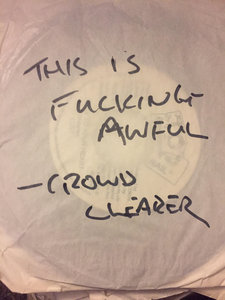 THIS IS
FUCKING
AWFUL
-CROWD
CLEARER